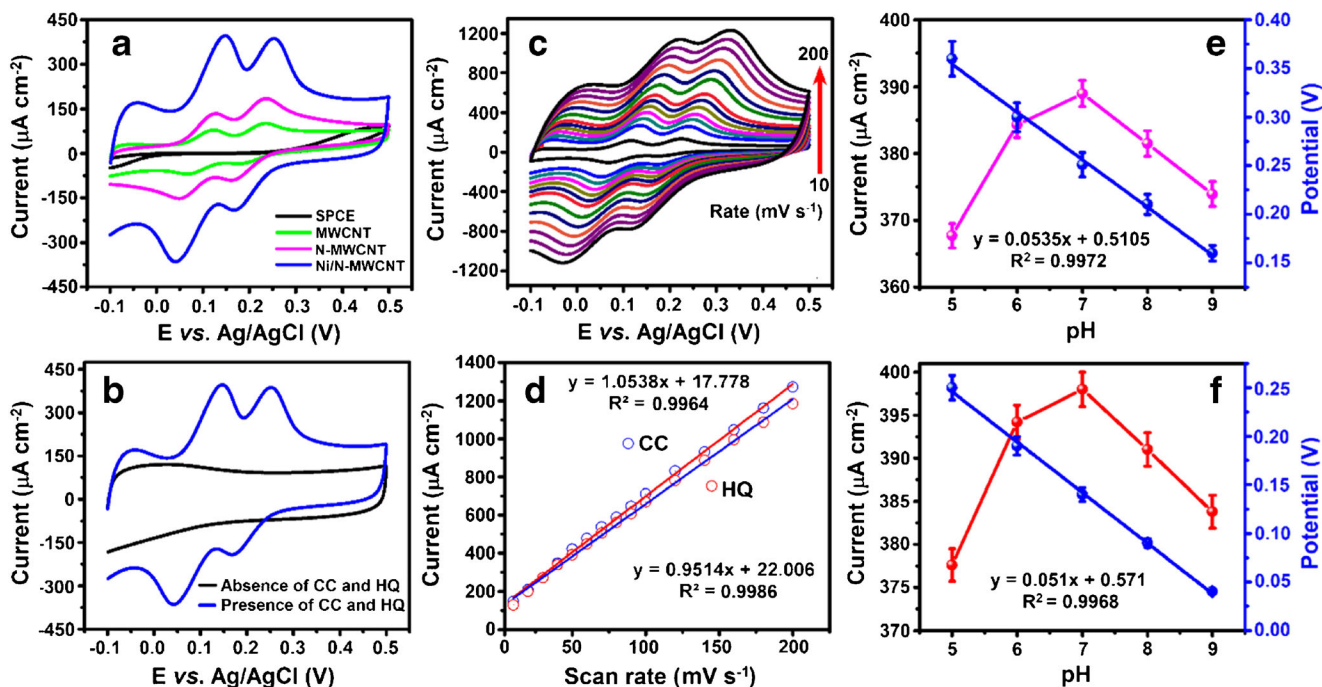 a
Current (µA cm⁻²)
450
300
150
0
-150
-300
-450
SPCE
MWCNT
N-MWCNT
Ni/N-MWCNT
-0.1 0.0 0.1 0.2 0.3 0.4 0.5
E vs. Ag/AgCl (V)
c
Current (µA cm⁻²)
1200
800
400
0
-400
-800
-1200
200
10
Rate (mV s⁻¹)
-0.1 0.0 0.1 0.2 0.3 0.4 0.5
E vs. Ag/AgCl (V)
e
Current (µA cm⁻²)
400
390
380
370
360
y = 0.0535x + 0.5105
R² = 0.9972
0.40
0.35
0.30
0.25
0.20
0.15
Potential (V)
5 6 7 8 9
pH
b
Current (µA cm⁻²)
450
300
150
0
-150
-300
-450
Absence of CC and HQ
Presence of CC and HQ
-0.1 0.0 0.1 0.2 0.3 0.4 0.5
E vs. Ag/AgCl (V)
d
Current (µA cm⁻²)
1400
1200
1000
800
600
400
200
0
y = 1.0538x + 17.778
R² = 0.9964
CC
HQ
y = 0.9514x + 22.006
R² = 0.9986
0 50 100 150 200
Scan rate (mV s⁻¹)
f
Current (µA cm⁻²)
400
395
390
385
380
375
370
y = 0.051x + 0.571
R² = 0.9968
0.25
0.20
0.15
0.10
0.05
0.00
Potential (V)
5 6 7 8 9
pH